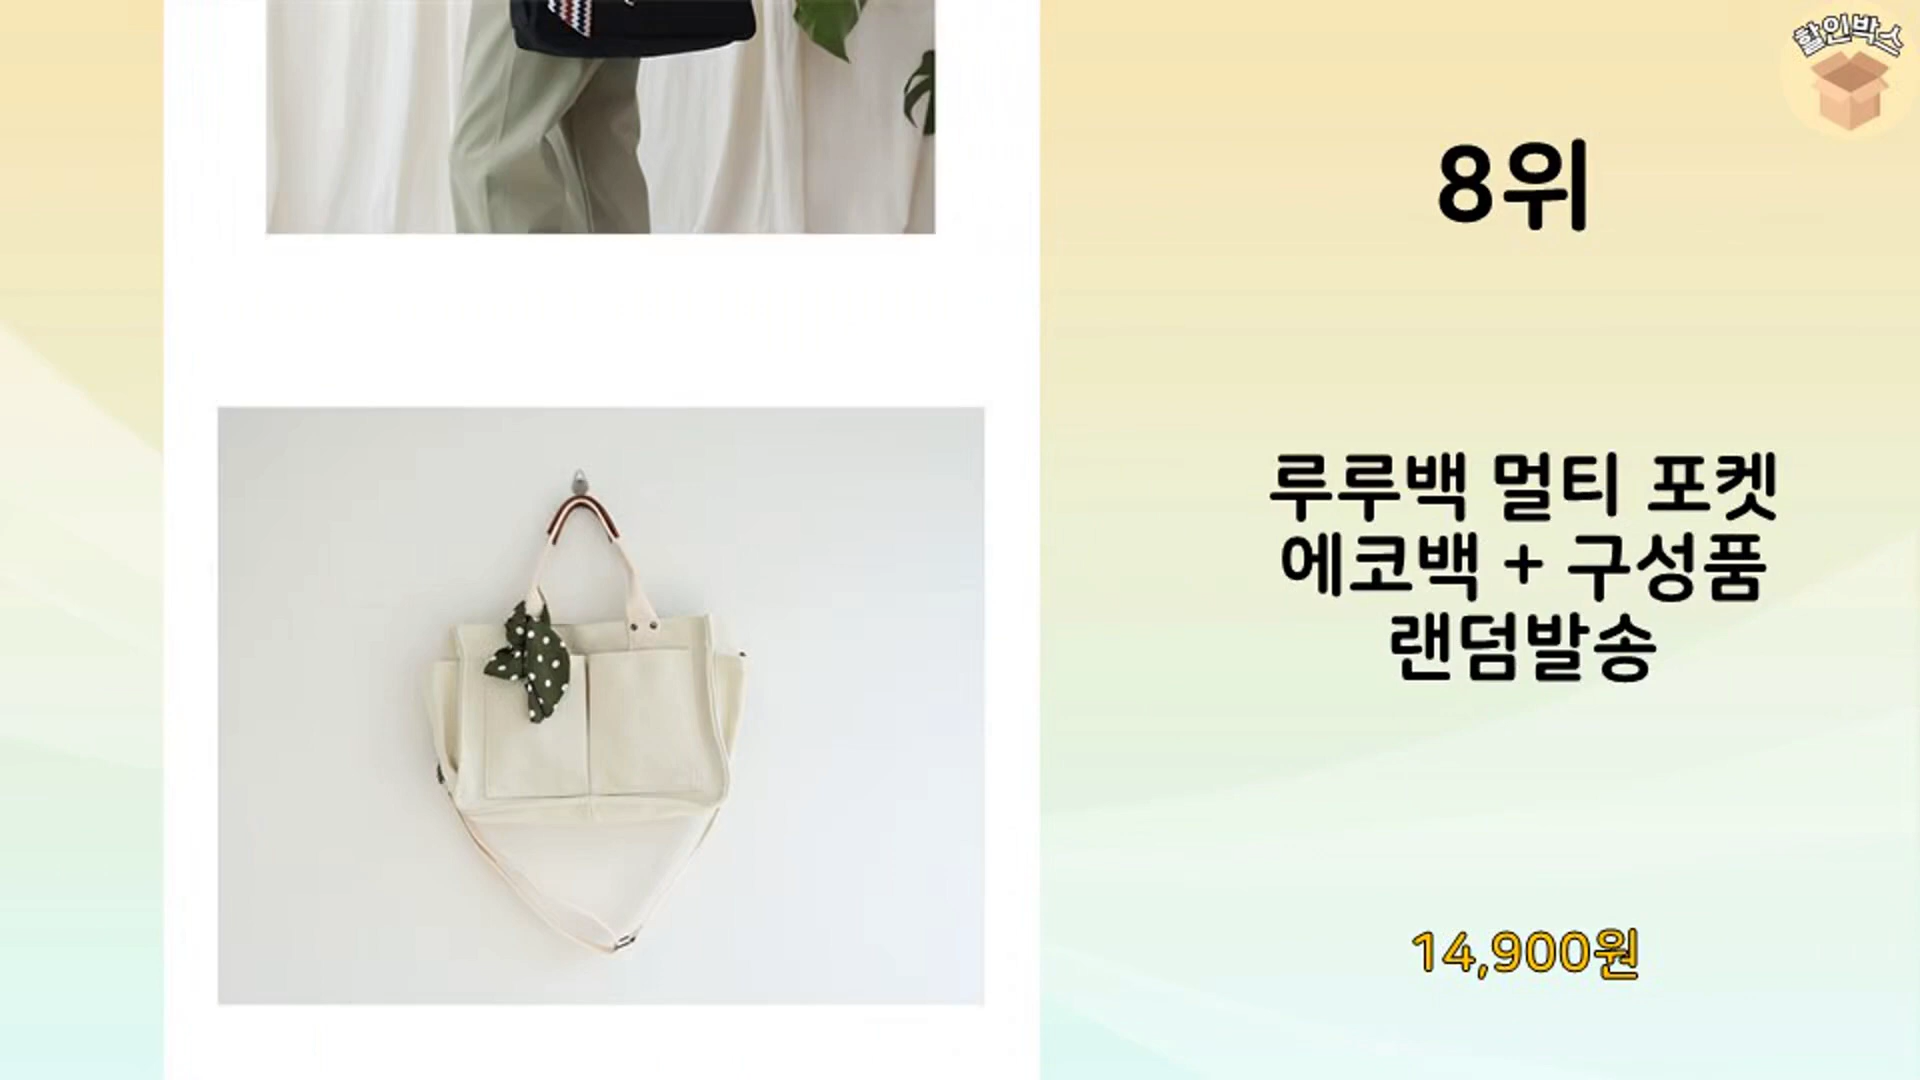 할인박스
8위
루루백 멀티 포켓
에코백 + 구성품
랜덤발송
14,900원